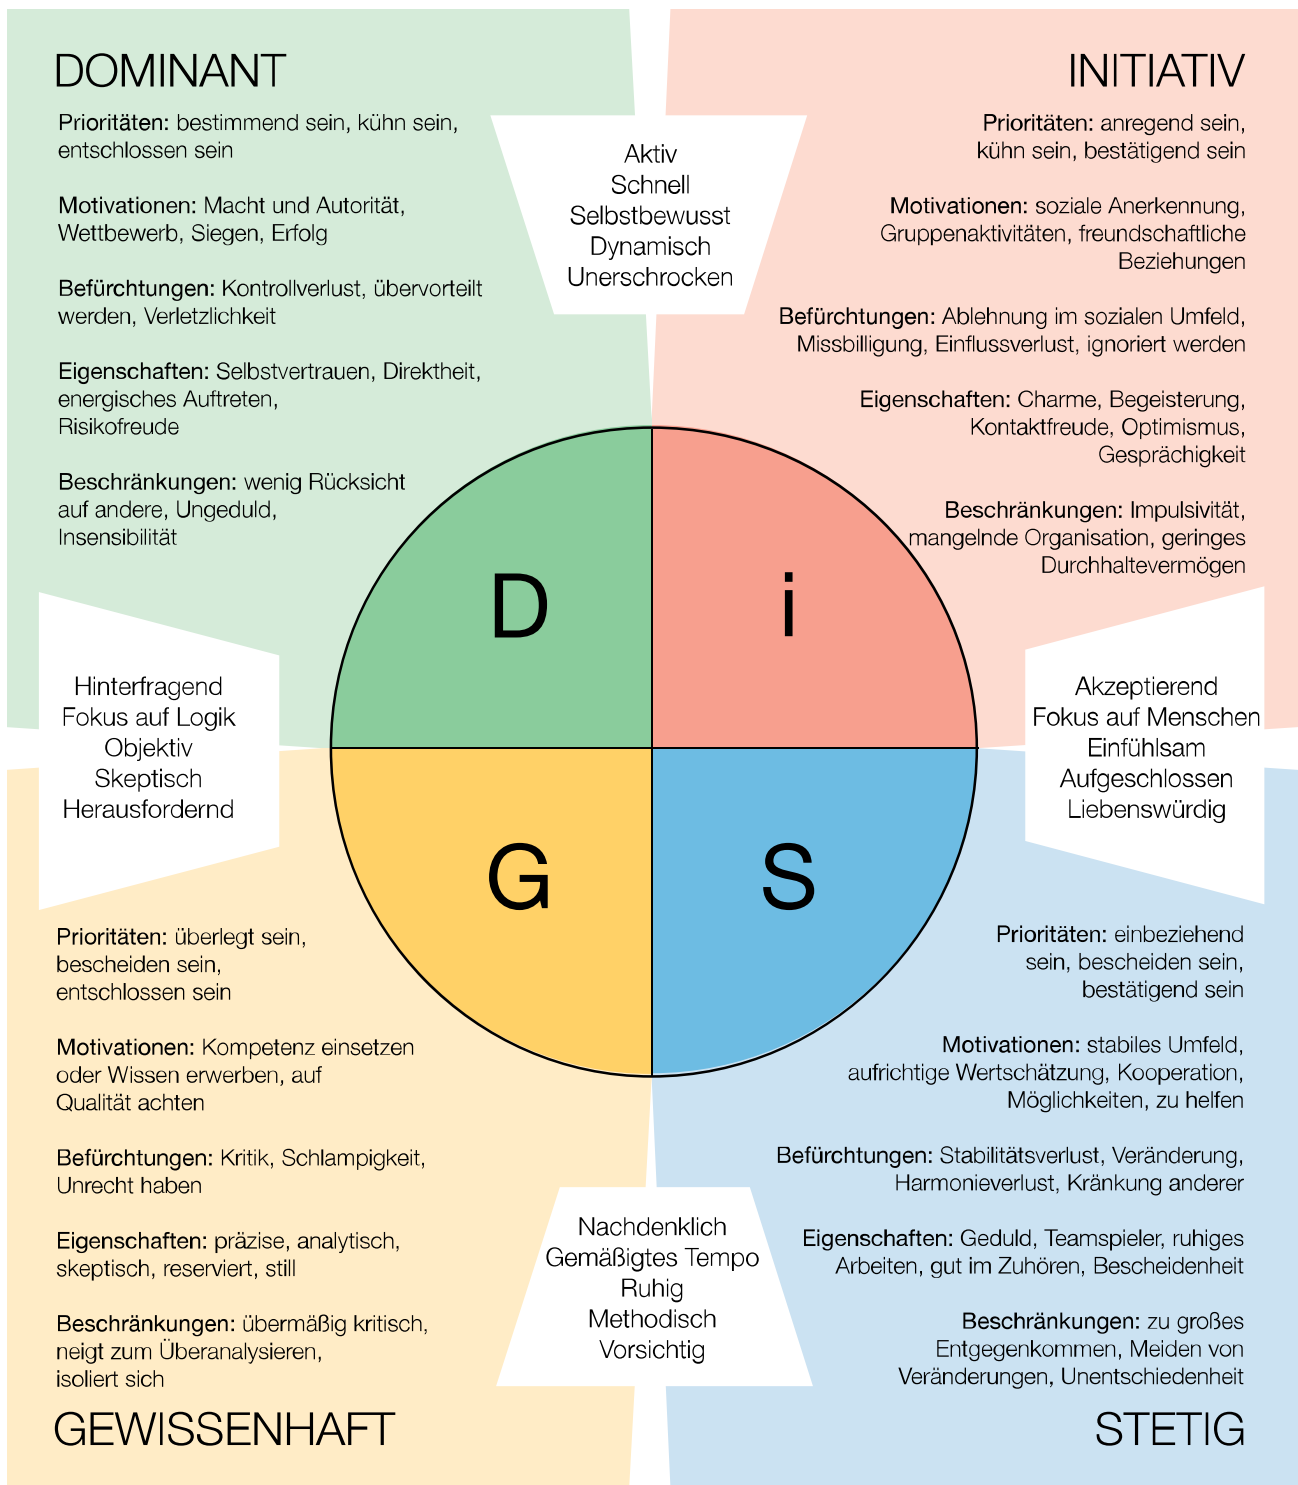 DOMINANT
Prioritäten: bestimmend sein, kühn sein,
entschlossen sein
Motivationen: Macht und Autorität,
Wettbewerb, Siegen, Erfolg
Befürchtungen: Kontrollverlust, übervorteilt
werden, Verletzlichkeit
Eigenschaften: Selbstvertrauen, Direktheit,
energisches Auftreten,
Risikofreude
Beschränkungen: wenig Rücksicht
auf andere, Ungeduld,
Insensibilität
Aktiv
Schnell
Selbstbewusst
Dynamisch
Unerschrocken
INITIATIV
Prioritäten: anregend sein,
kühn sein, bestätigend sein
Motivationen: soziale Anerkennung,
Gruppenaktivitäten, freundschaftliche
Beziehungen
Befürchtungen: Ablehnung im sozialen Umfeld,
Missbilligung, Einflussverlust, ignoriert werden
Eigenschaften: Charme, Begeisterung,
Kontaktfreude, Optimismus,
Gesprächigkeit
Beschränkungen: Impulsivität,
mangelnde Organisation, geringes
Durchhaltevermögen
D
i
Hinterfragend
Fokus auf Logik
Objektiv
Skeptisch
Herausfordernd
Akzeptierend
Fokus auf Menschen
Einfühlsam
Aufgeschlossen
Liebenswürdig
G
S
Prioritäten: überlegt sein,
bescheiden sein,
entschlossen sein
Motivationen: Kompetenz einsetzen
oder Wissen erwerben, auf
Qualität achten
Befürchtungen: Kritik, Schlampigkeit,
Unrecht haben
Eigenschaften: präzise, analytisch,
skeptisch, reserviert, still
Beschränkungen: übermäßig kritisch,
neigt zum Überanalysieren,
isoliert sich
GEWISSENHAFT
Nachdenklich
Gemäßigtes Tempo
Ruhig
Methodisch
Vorsichtig
Prioritäten: einbeziehend
sein, bescheiden sein,
bestätigend sein
Motivationen: stabiles Umfeld,
aufrichtige Wertschätzung, Kooperation,
Möglichkeiten, zu helfen
Befürchtungen: Stabilitätsverlust, Veränderung,
Harmonieverlust, Kränkung anderer
Eigenschaften: Geduld, Teamspieler, ruhiges
Arbeiten, gut im Zuhören, Bescheidenheit
Beschränkungen: zu großes
Entgegenkommen, Meiden von
Veränderungen, Unentschiedenheit
STETIG